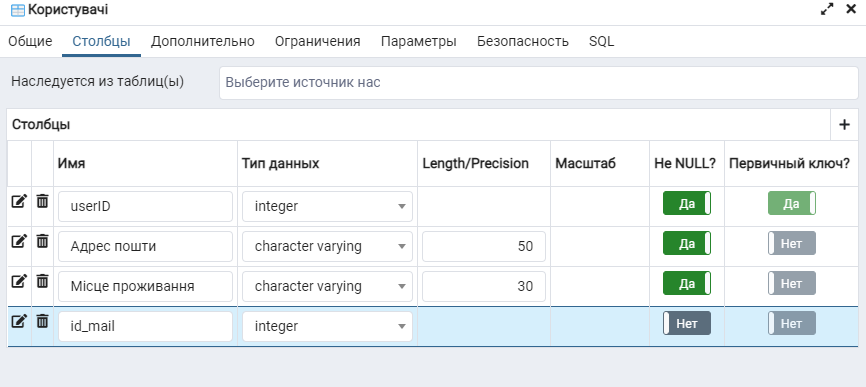 Користувачі
Общие Столбцы Дополнительно Ограничения Параметры Безопасность SQL
Наследуется из таблиц(ы) Выберите источник нас
Столбцы +
Имя Тип данных Length/Precision Масштаб Не NULL? Первичный ключ?
userID integer Да Да
Адрес пошти character varying 50 Да Нет
Місце проживання character varying 30 Да Нет
id_mail integer Нет Нет